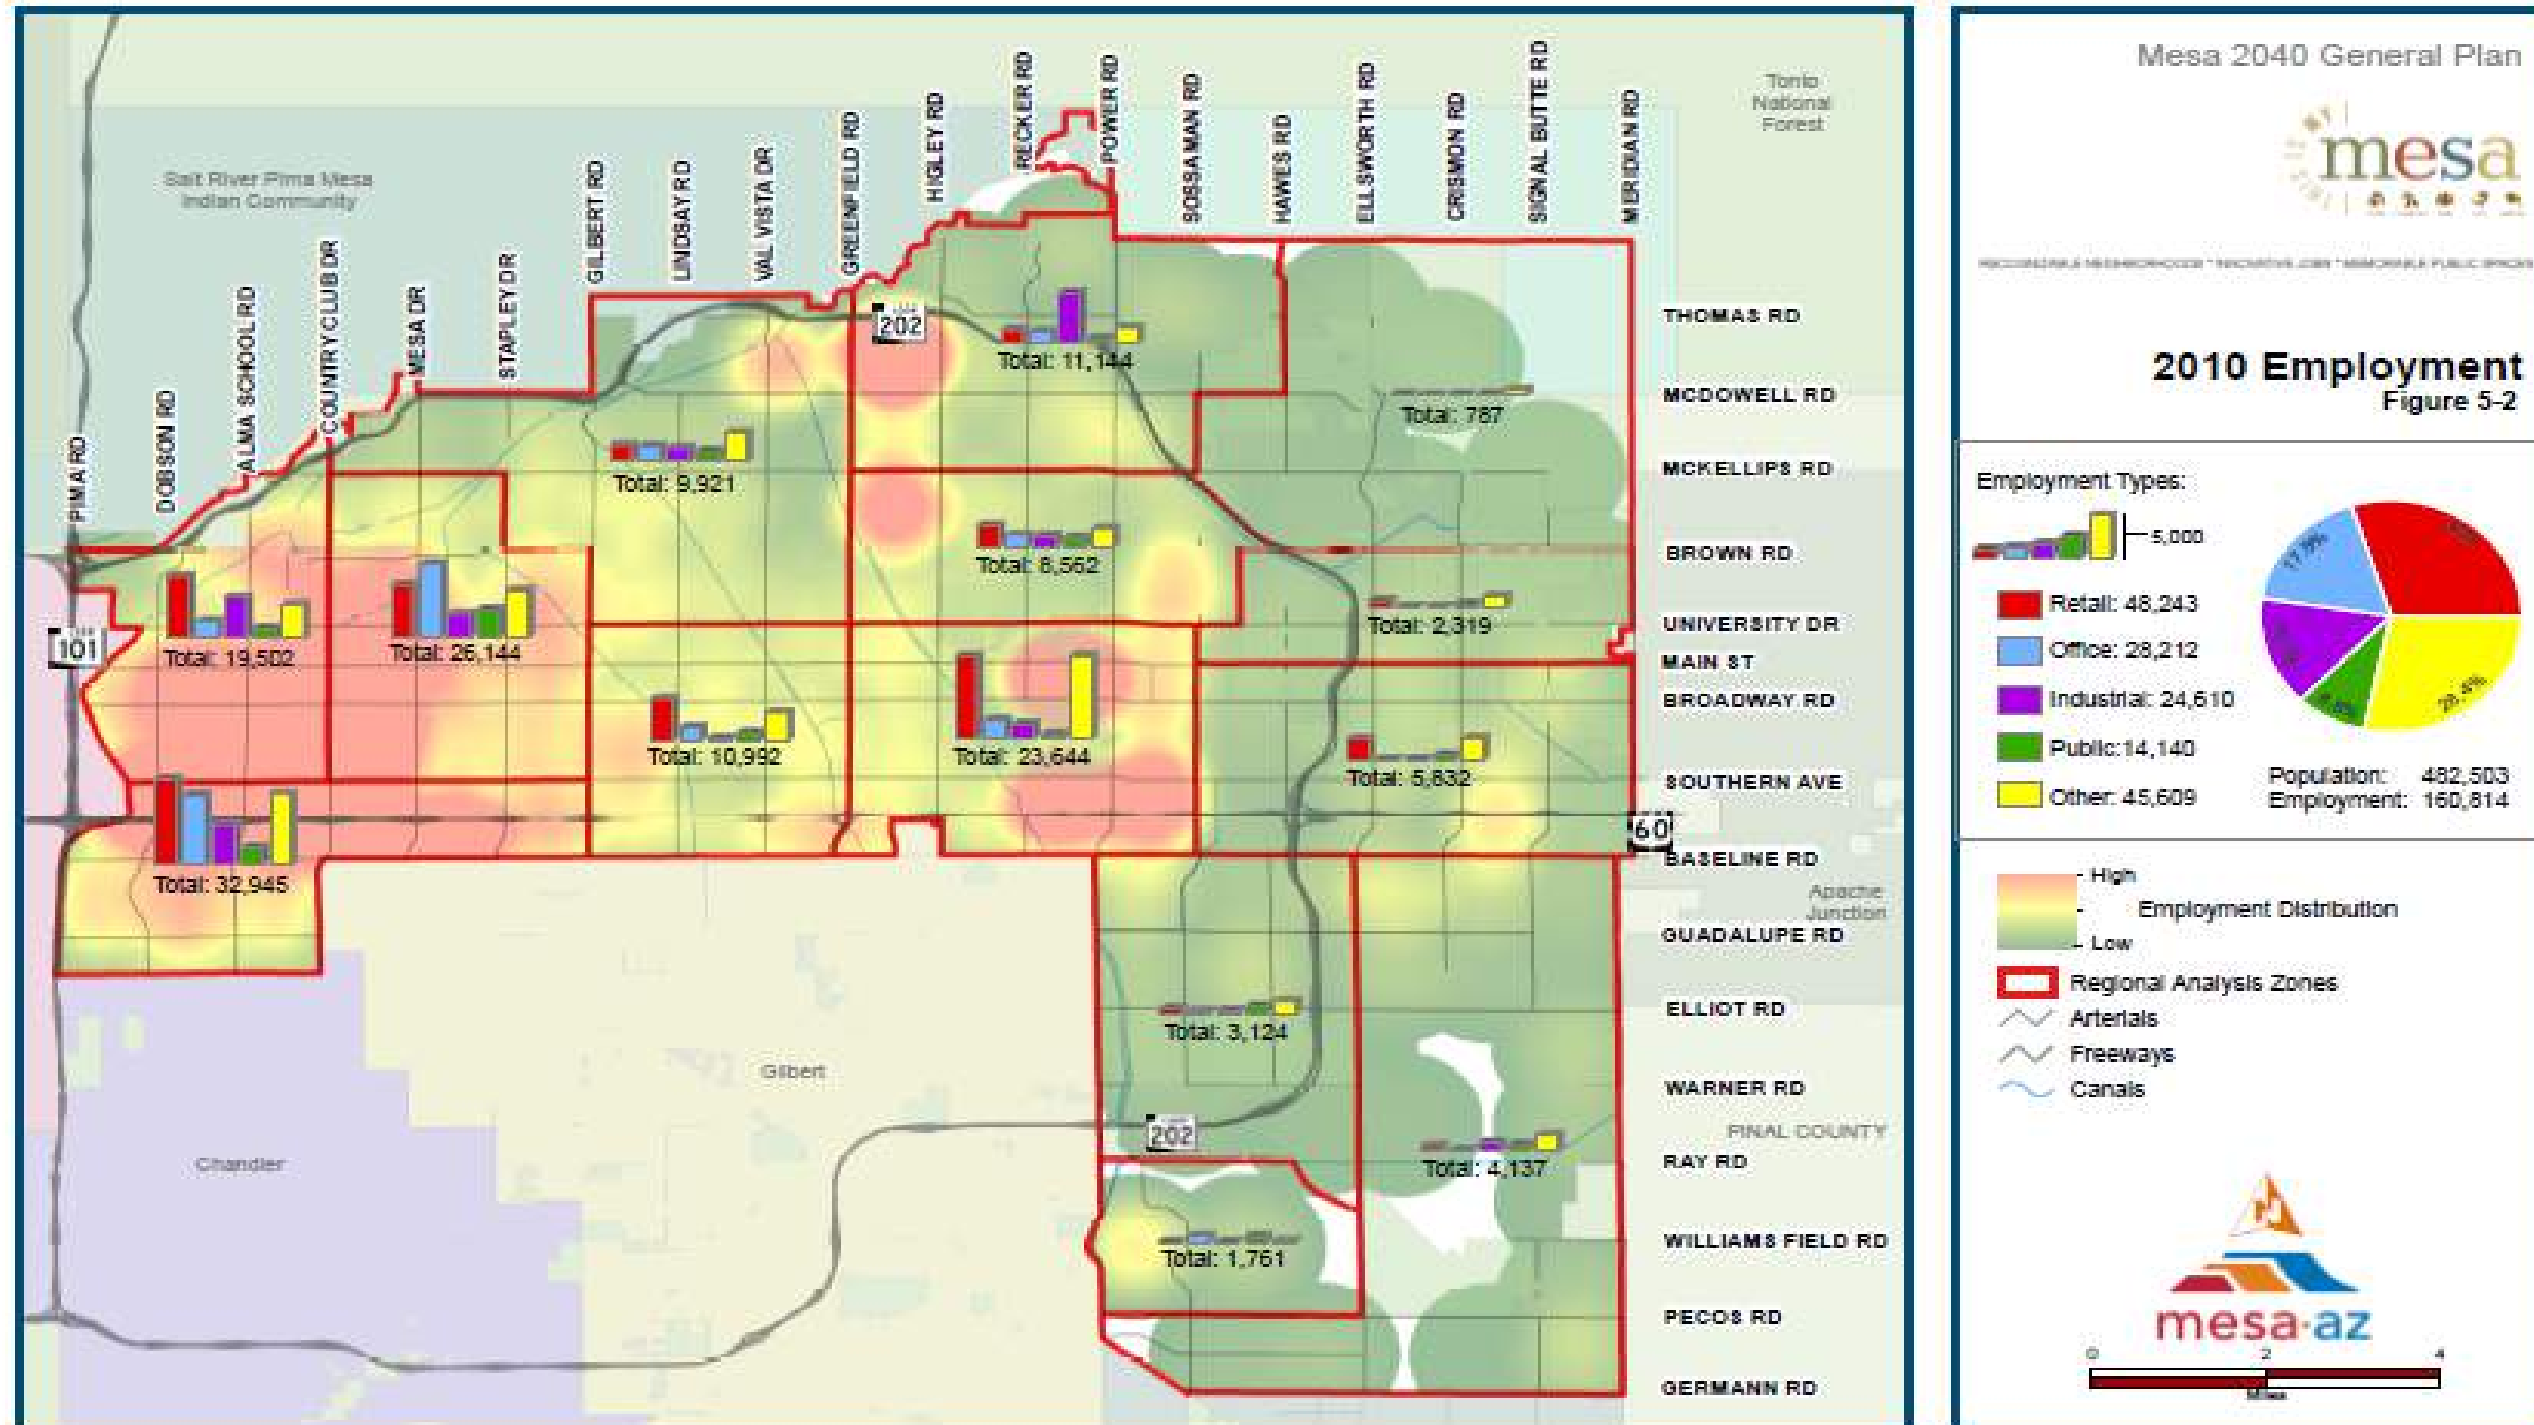 Mesa 2040 General Plan
mesa
2010 Employment
Figure 5-2
Employment Types:
5,000
Retail: 48,243
Office: 28,212
Industrial: 24,610
Public:14,140
Other: 45,609
17.5%
28.4%
Population: 482,503
Employment: 160,814
High
Employment Distribution
Low
Regional Analysis Zones
Arterials
Freeways
Canals
mesa·az
0 2 4
Miles
Tonto
National
Forest
Salt River Pima Mesa
Indian Community
PIMA RD
DOBSON RD
ALMA SCHOOL RD
COUNTRY CLUB DR
MESA DR
STAPLEY DR
GILBERT RD
LINDSAY RD
VAL VISTA DR
GREENFIELD RD
HIGLEY RD
RECKER RD
POWER RD
SOSSAMAN RD
HAWES RD
ELLSWORTH RD
CRISMON RD
SIGNAL BUTTE RD
MERIDIAN RD
THOMAS RD
MCDOWELL RD
MCKELLIPS RD
BROWN RD
UNIVERSITY DR
MAIN ST
BROADWAY RD
SOUTHERN AVE
BASELINE RD
GUADALUPE RD
ELLIOT RD
WARNER RD
RAY RD
WILLIAMS FIELD RD
PECOS RD
GERMANN RD
202
101
60
202
Total: 11,144
Total: 787
Total: 9,921
Total: 8,562
Total: 2,319
Total: 19,502
Total: 26,144
Total: 10,992
Total: 23,644
Total: 5,832
Total: 32,945
Total: 3,124
Total: 4,137
Total: 1,761
Apache
Junction
PINAL COUNTY
Gilbert
Chandler